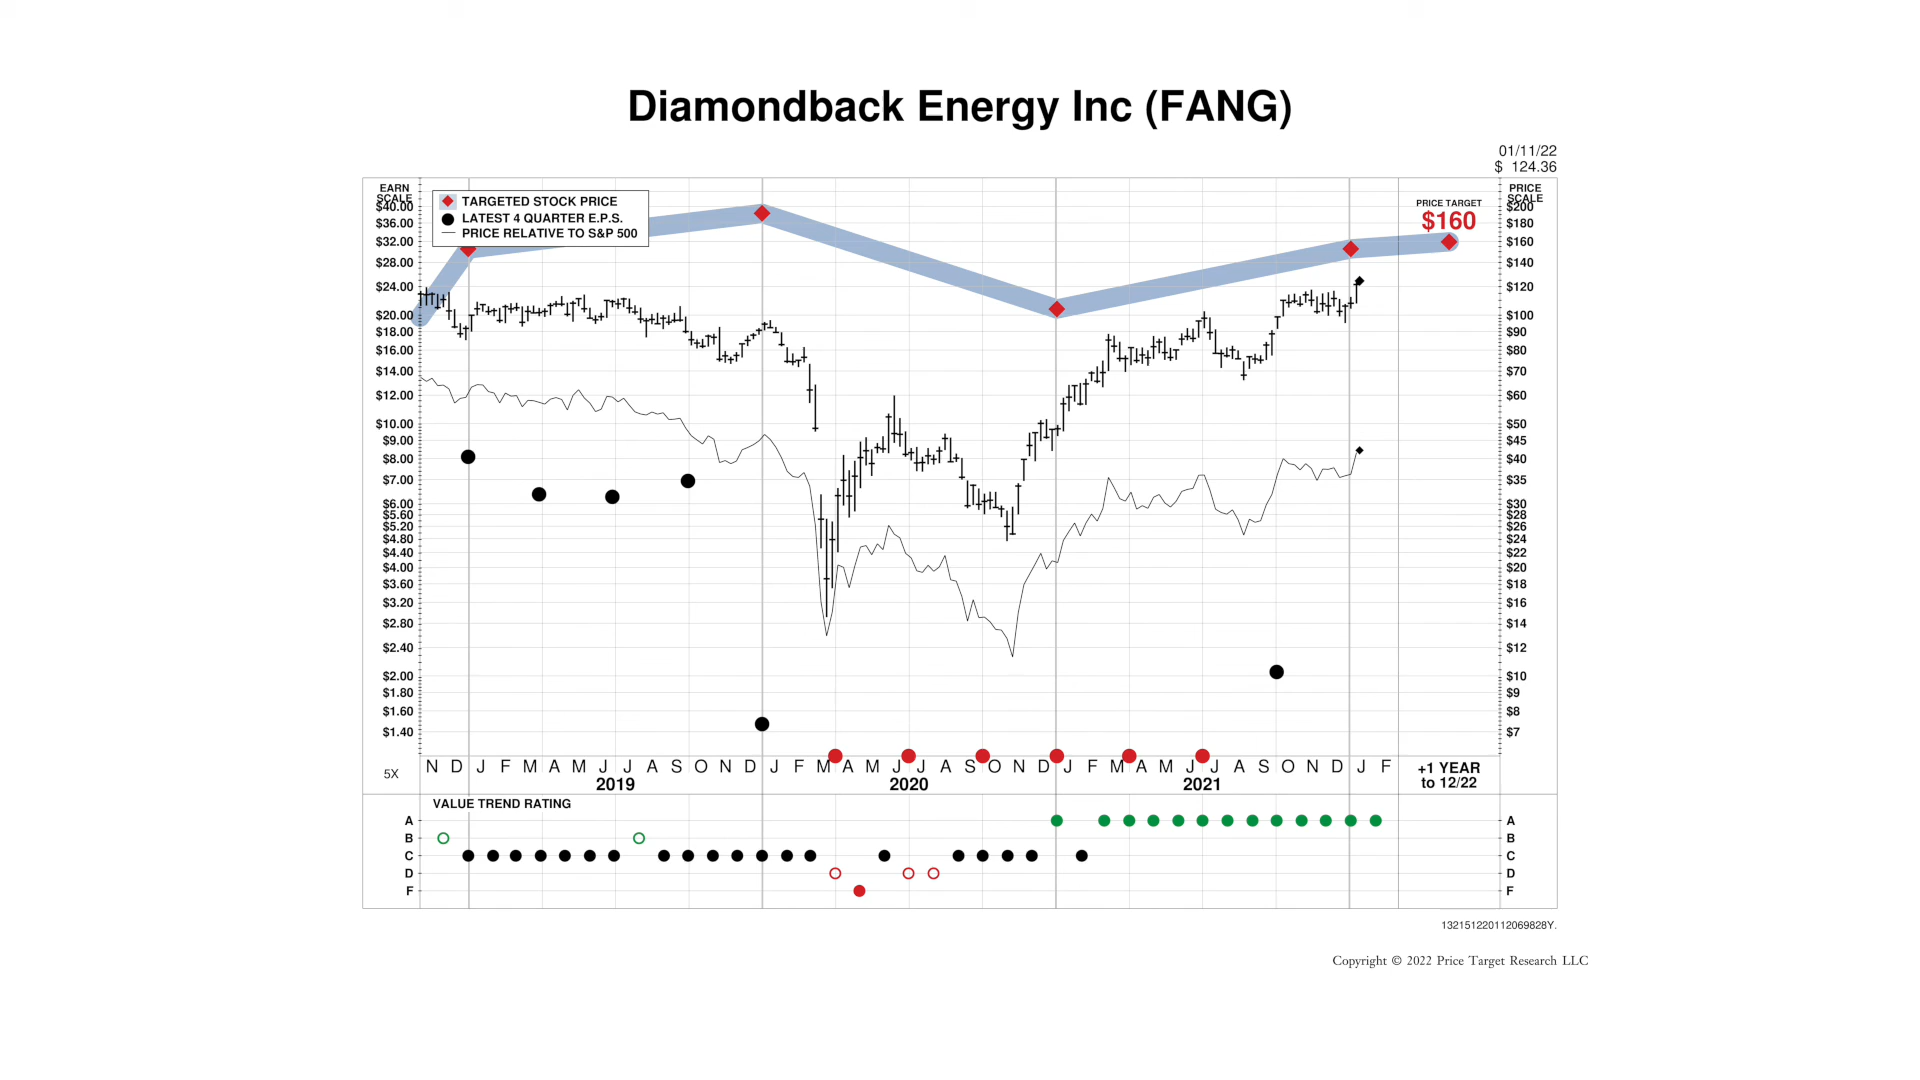 Diamondback Energy Inc (FANG)
01/11/22
$ 124.36
EARN
SCALE
PRICE
SCALE
TARGETED STOCK PRICE
LATEST 4 QUARTER E.P.S.
PRICE RELATIVE TO S&P 500
PRICE TARGET
$160
$40.00 $200
$36.00 $180
$32.00 $160
$28.00 $140
$24.00 $120
$20.00 $100
$18.00 $90
$16.00 $80
$14.00 $70
$12.00 $60
$10.00 $50
$9.00 $45
$8.00 $40
$7.00 $35
$6.00 $30
$5.60 $28
$5.20 $26
$4.80 $24
$4.40 $22
$4.00 $20
$3.60 $18
$3.20 $16
$2.80 $14
$2.40 $12
$2.00 $10
$1.80 $9
$1.60 $8
$1.40 $7
5X N D J F M A M J J A S O N D J F M A M J J A S O N D J F M A M J J A S O N D J F +1 YEAR
2019 2020 2021 to 12/22
VALUE TREND RATING
A A
B B
C C
D D
F F
132151220112069828Y.
Copyright © 2022 Price Target Research LLC